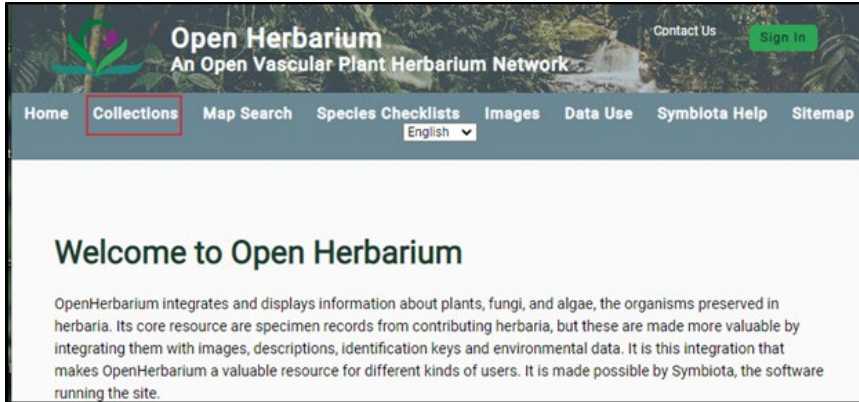 Open Herbarium
An Open Vascular Plant Herbarium Network
Contact Us
Sign In
Home Collections Map Search Species Checklists Images Data Use Symbiota Help Sitemap
English
Welcome to Open Herbarium
OpenHerbarium integrates and displays information about plants, fungi, and algae, the organisms preserved in
herbaria. Its core resource are specimen records from contributing herbaria, but these are made more valuable by
integrating them with images, descriptions, identification keys and environmental data. It is this integration that
makes OpenHerbarium a valuable resource for different kinds of users. It is made possible by Symbiota, the software
running the site.